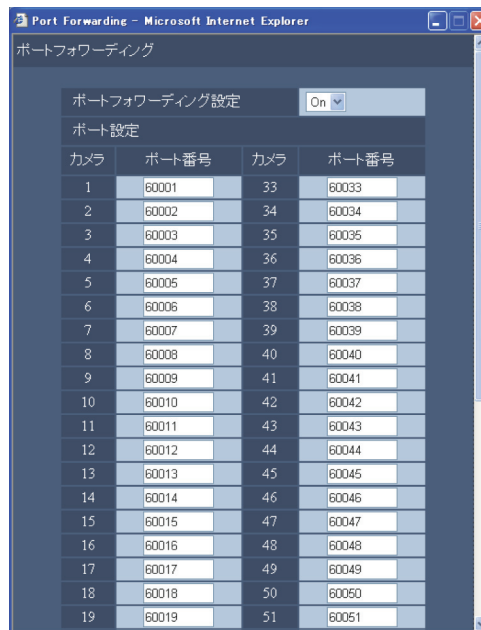 Port Forwarding - Microsoft Internet Explorer
ポートフォワーディング
ポートフォワーディング設定 On
ポート設定
カメラ ポート番号 カメラ ポート番号
1 60001 33 60033
2 60002 34 60034
3 60003 35 60035
4 60004 36 60036
5 60005 37 60037
6 60006 38 60038
7 60007 39 60039
8 60008 40 60040
9 60009 41 60041
10 60010 42 60042
11 60011 43 60043
12 60012 44 60044
13 60013 45 60045
14 60014 46 60046
15 60015 47 60047
16 60016 48 60048
17 60017 49 60049
18 60018 50 60050
19 60019 51 60051